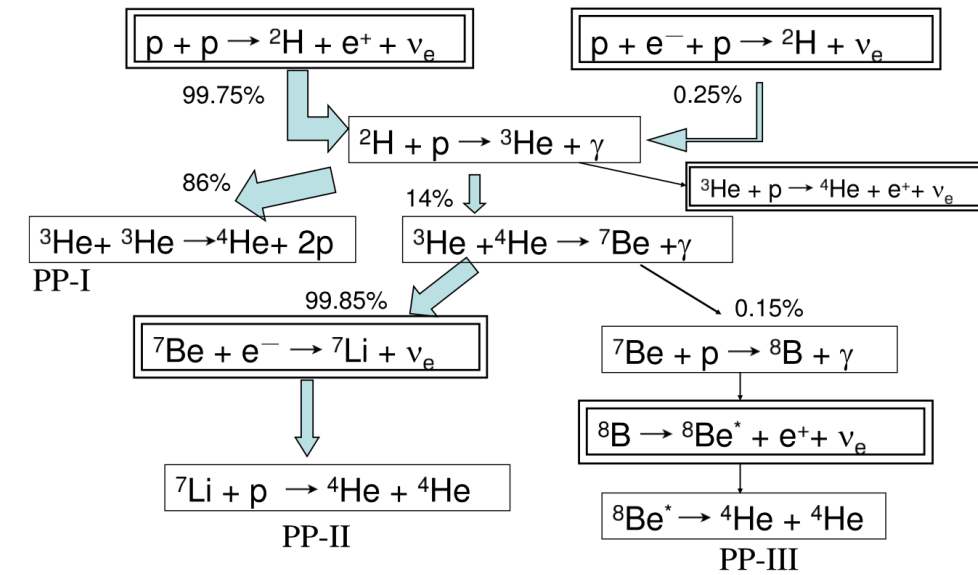 p + p → ²H + e⁺ + νₑ
p + e⁻ + p → ²H + νₑ
99.75%
0.25%
²H + p → ³He + γ
³He + p → ⁴He + e⁺+ νₑ
86%
14%
³He+ ³He →⁴He+ 2p
³He +⁴He → ⁷Be +γ
PP-I
99.85%
0.15%
⁷Be + e⁻ → ⁷Li + νₑ
⁷Be + p → ⁸B + γ
⁸B → ⁸Be* + e⁺+ νₑ
⁷Li + p → ⁴He + ⁴He
⁸Be* → ⁴He + ⁴He
PP-II
PP-III